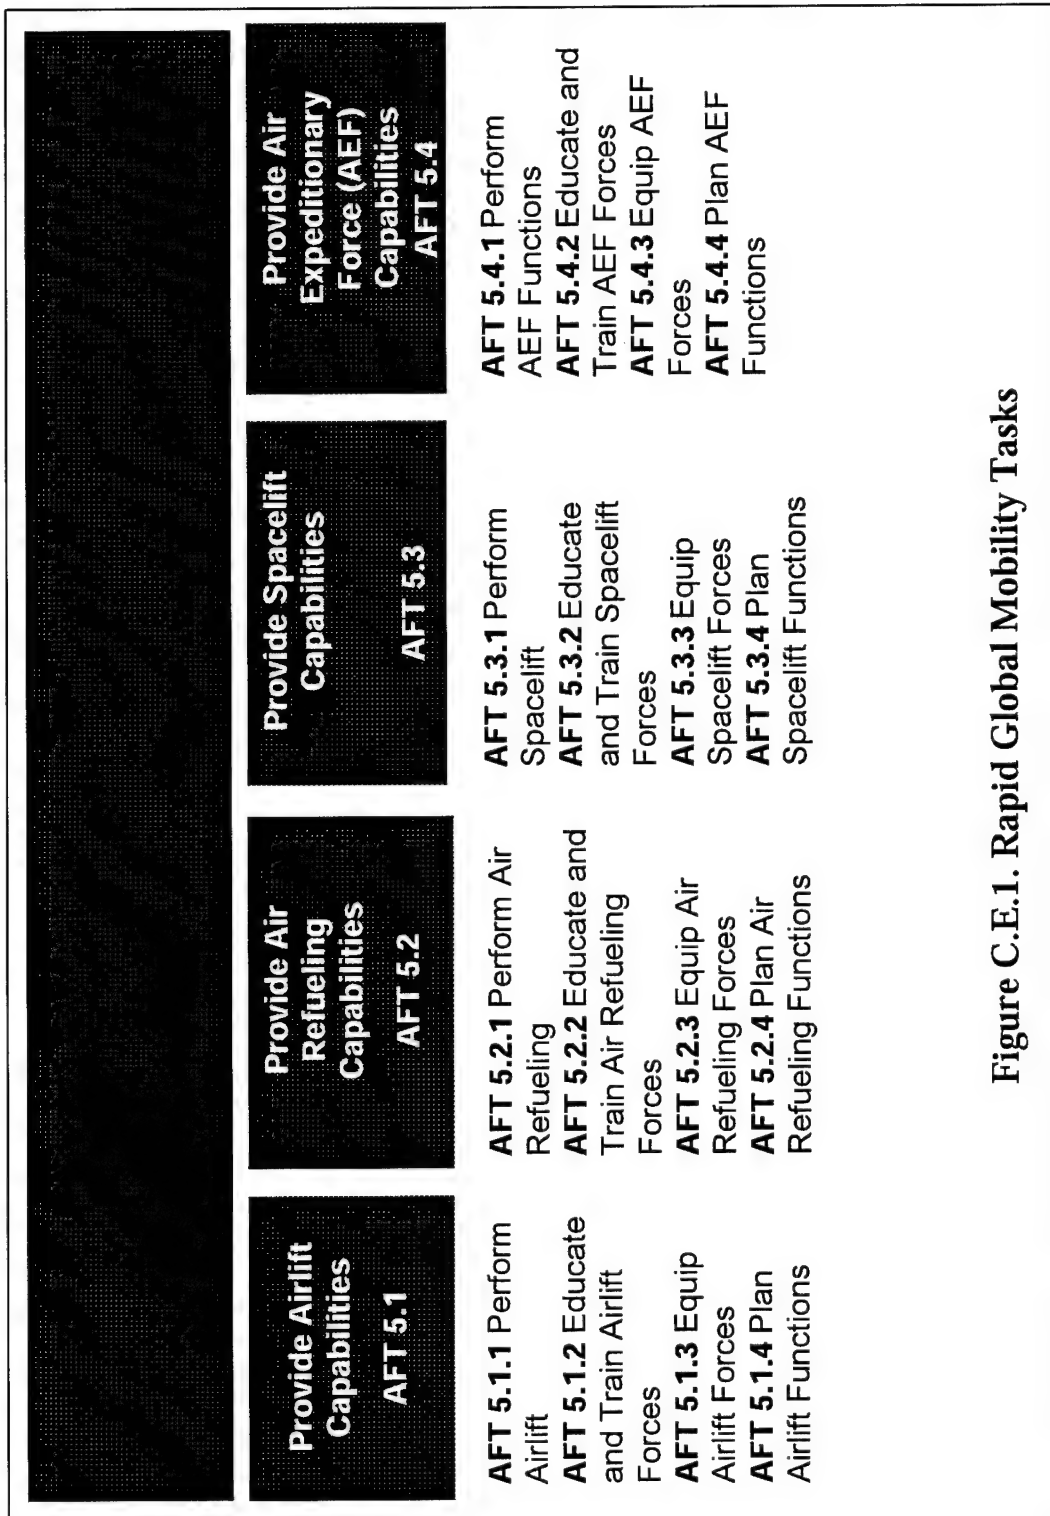 Provide Airlift
Capabilities
AFT 5.1
AFT 5.1.1 Perform
Airlift
AFT 5.1.2 Educate
and Train Airlift
Forces
AFT 5.1.3 Equip
Airlift Forces
AFT 5.1.4 Plan
Airlift Functions
Provide Air
Refueling
Capabilities
AFT 5.2
AFT 5.2.1 Perform Air
Refueling
AFT 5.2.2 Educate and
Train Air Refueling
Forces
AFT 5.2.3 Equip Air
Refueling Forces
AFT 5.2.4 Plan Air
Refueling Functions
Provide Spacelift
Capabilities
AFT 5.3
AFT 5.3.1 Perform
Spacelift
AFT 5.3.2 Educate
and Train Spacelift
Forces
AFT 5.3.3 Equip
Spacelift Forces
AFT 5.3.4 Plan
Spacelift Functions
Provide Air
Expeditionary
Force (AEF)
Capabilities
AFT 5.4
AFT 5.4.1 Perform
AEF Functions
AFT 5.4.2 Educate and
Train AEF Forces
AFT 5.4.3 Equip AEF
Forces
AFT 5.4.4 Plan AEF
Functions
Figure C.E.1. Rapid Global Mobility Tasks